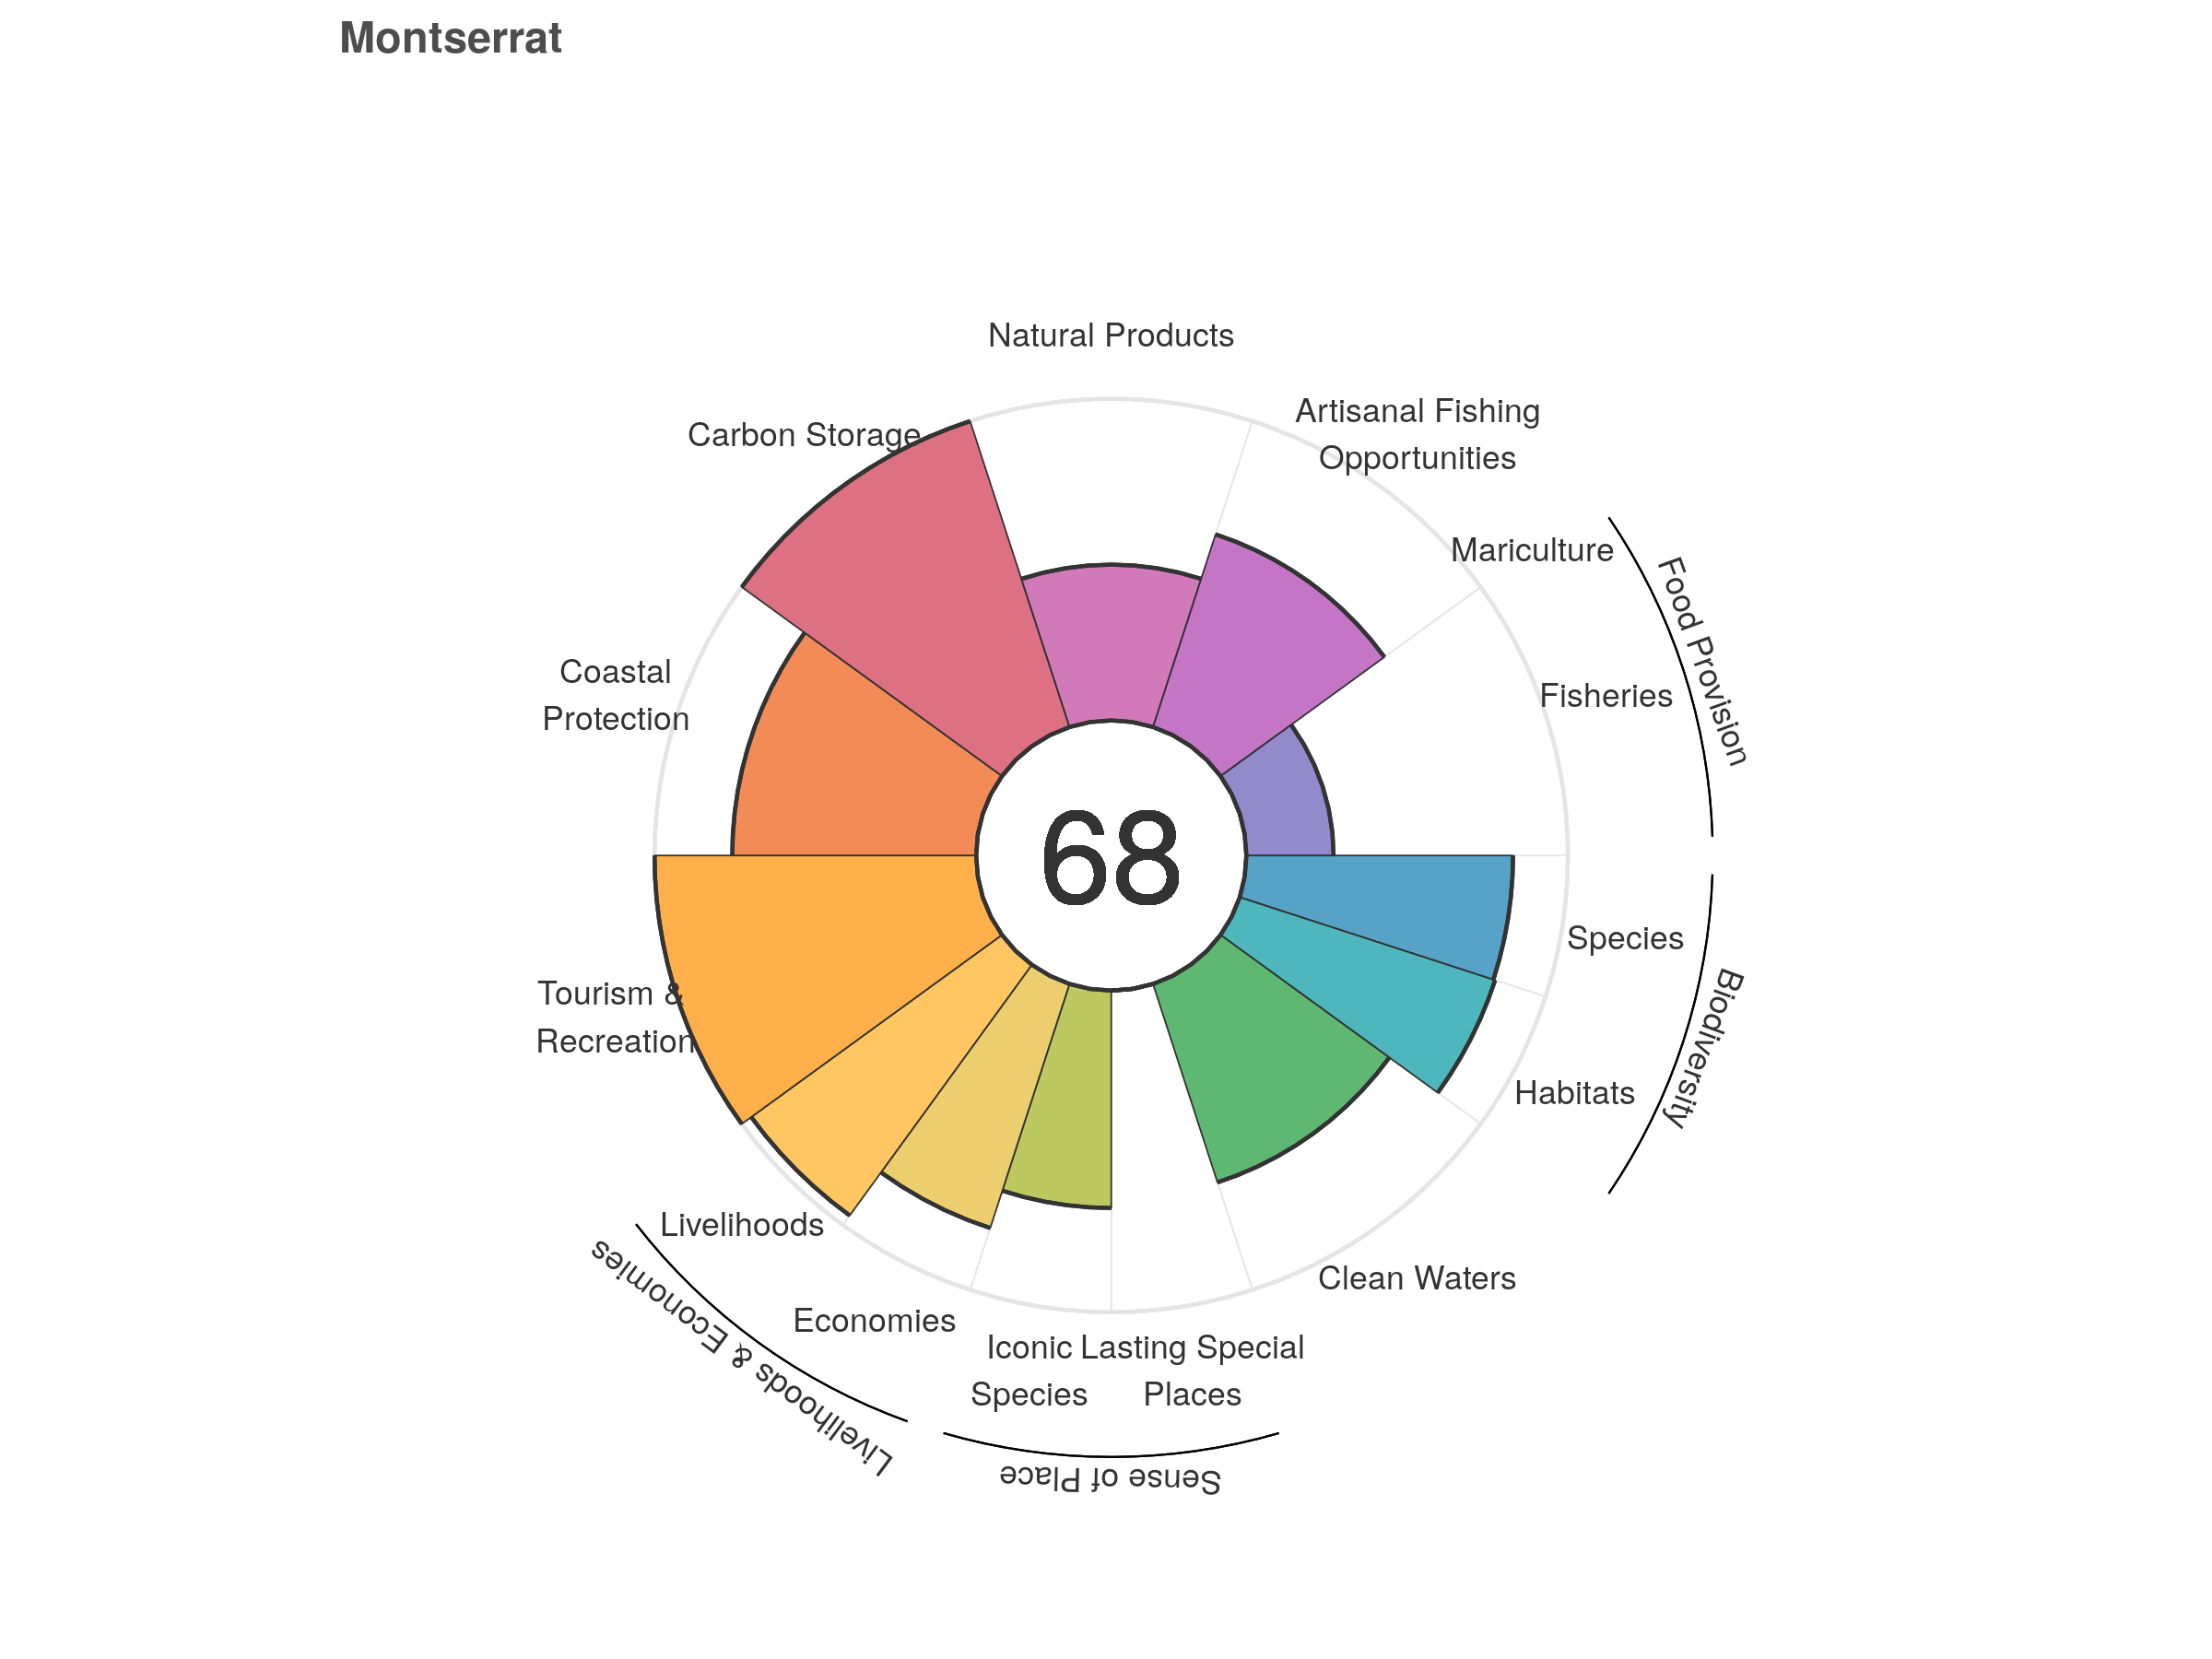 Montserrat
Natural Products
Artisanal Fishing
Opportunities
Carbon Storage
Mariculture
Food Provision
Fisheries
Coastal
Protection
68
Species
Biodiversity
Tourism &
Recreation
Habitats
Livelihoods
Clean Waters
Economies
Livelihoods & Economies
Iconic
Species
Lasting Special
Places
Sense of Place